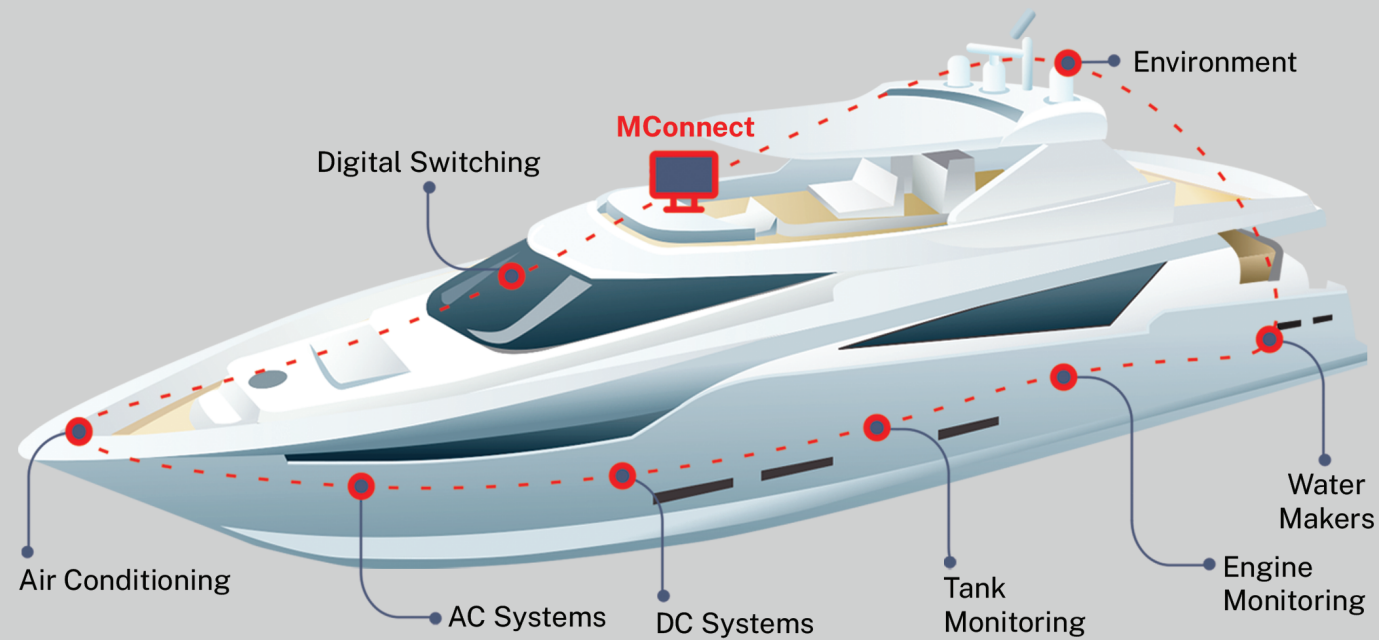 Environment
MConnect
Digital Switching
Water
Makers
Air Conditioning
AC Systems
DC Systems
Tank
Monitoring
Engine
Monitoring